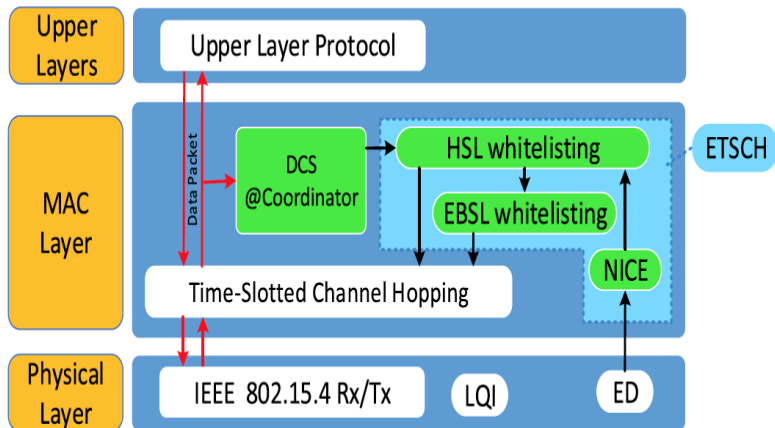 Upper
Layers
Upper Layer Protocol
MAC
Layer
Data Packet
DCS
@Coordinator
HSL whitelisting
EBSL whitelisting
NICE
ETSCH
Time-Slotted Channel Hopping
Physical
Layer
IEEE 802.15.4 Rx/Tx
LQI
ED